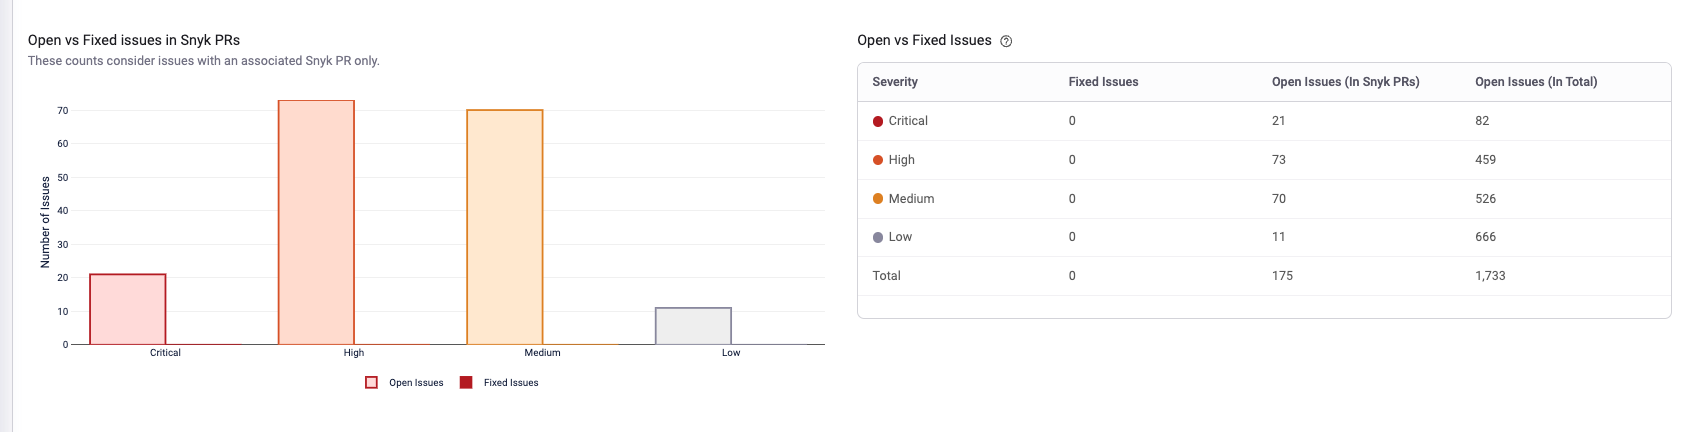 Open vs Fixed issues in Snyk PRs
These counts consider issues with an associated Snyk PR only.
Number of Issues
70
60
50
40
30
20
10
0
Critical High Medium Low
Open Issues Fixed Issues
Open vs Fixed Issues ?
Severity Fixed Issues Open Issues (In Snyk PRs) Open Issues (In Total)
Critical 0 21 82
High 0 73 459
Medium 0 70 526
Low 0 11 666
Total 0 175 1,733